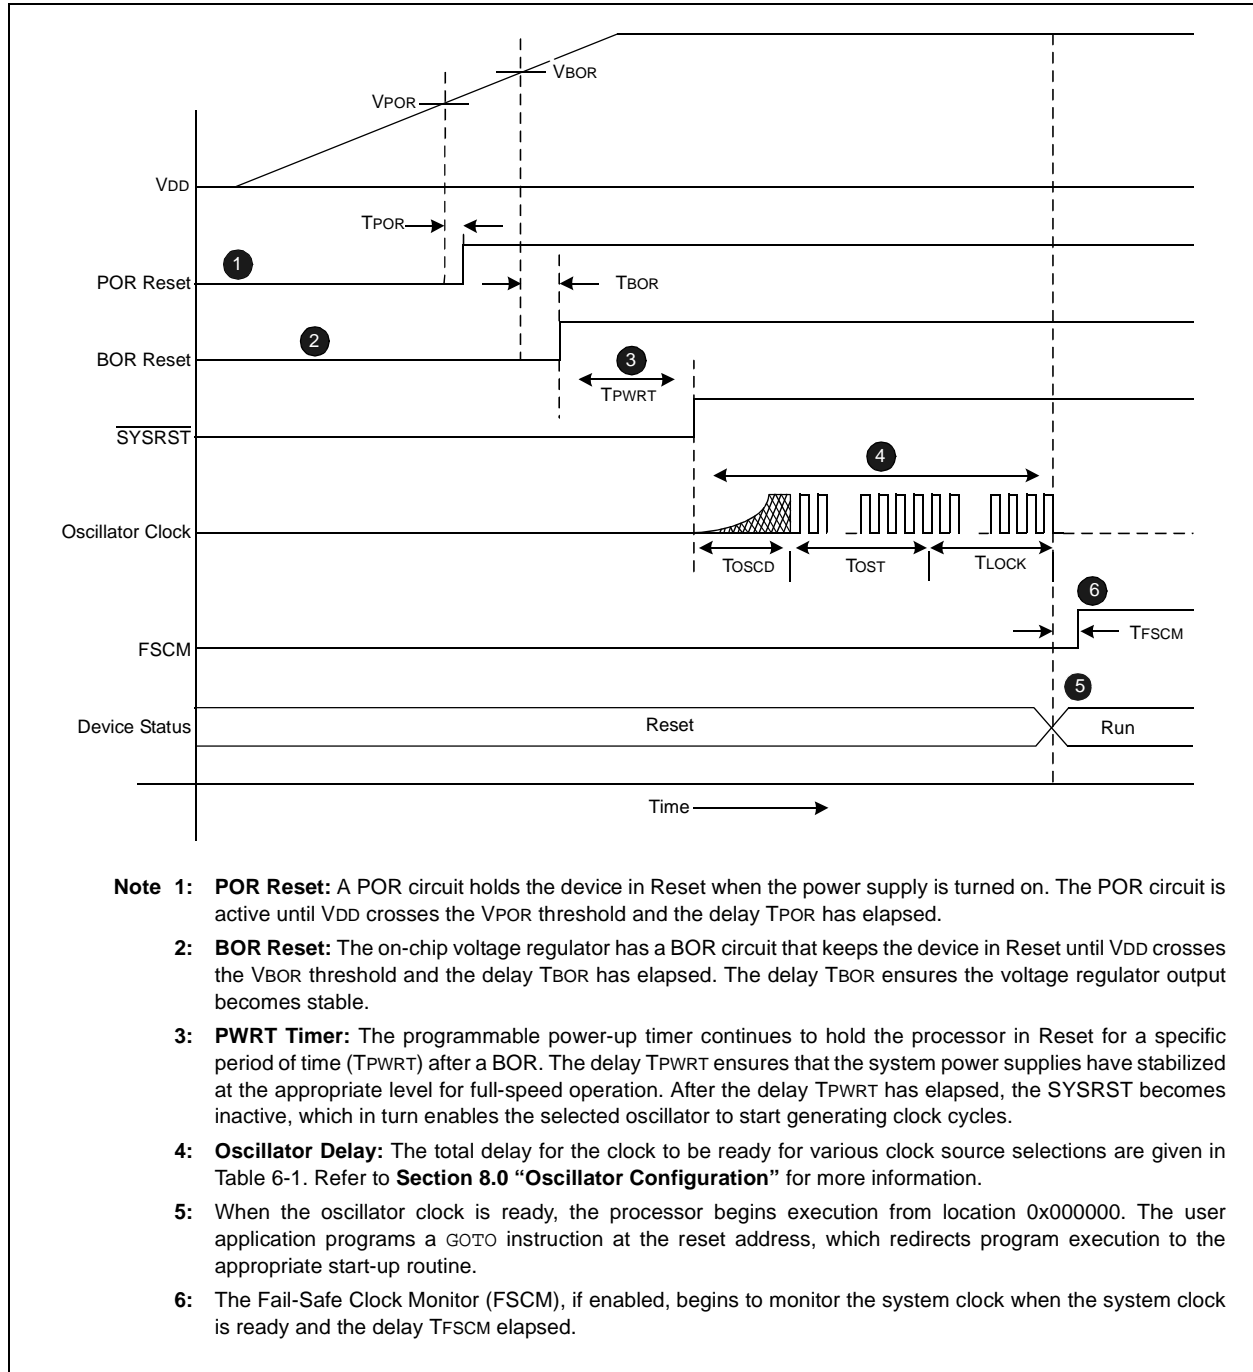 VBOR
VPOR
VDD
TPOR
1
POR Reset
TBOR
2
BOR Reset
3
TPWRT
SYSRST
4
Oscillator Clock
TOSCD
TOST
TLOCK
6
TFSCM
FSCM
5
Device Status
Reset
Run
Time
Note 1: POR Reset: A POR circuit holds the device in Reset when the power supply is turned on. The POR circuit is
active until VDD crosses the VPOR threshold and the delay TPOR has elapsed.
2: BOR Reset: The on-chip voltage regulator has a BOR circuit that keeps the device in Reset until VDD crosses
the VBOR threshold and the delay TBOR has elapsed. The delay TBOR ensures the voltage regulator output
becomes stable.
3: PWRT Timer: The programmable power-up timer continues to hold the processor in Reset for a specific
period of time (TPWRT) after a BOR. The delay TPWRT ensures that the system power supplies have stabilized
at the appropriate level for full-speed operation. After the delay TPWRT has elapsed, the SYSRST becomes
inactive, which in turn enables the selected oscillator to start generating clock cycles.
4: Oscillator Delay: The total delay for the clock to be ready for various clock source selections are given in
Table 6-1. Refer to Section 8.0 “Oscillator Configuration” for more information.
5: When the oscillator clock is ready, the processor begins execution from location 0x000000. The user
application programs a GOTO instruction at the reset address, which redirects program execution to the
appropriate start-up routine.
6: The Fail-Safe Clock Monitor (FSCM), if enabled, begins to monitor the system clock when the system clock
is ready and the delay TFSCM elapsed.